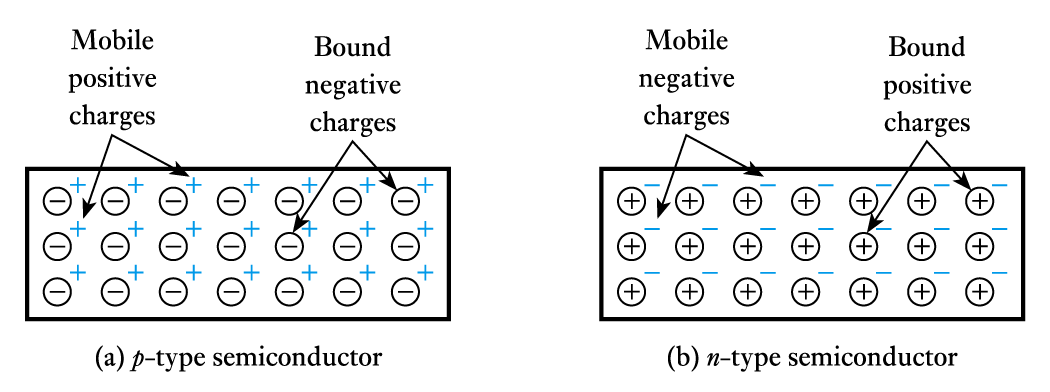 Mobile
positive
charges
Bound
negative
charges
Mobile
negative
charges
Bound
positive
charges
(a) p-type semiconductor
(b) n-type semiconductor